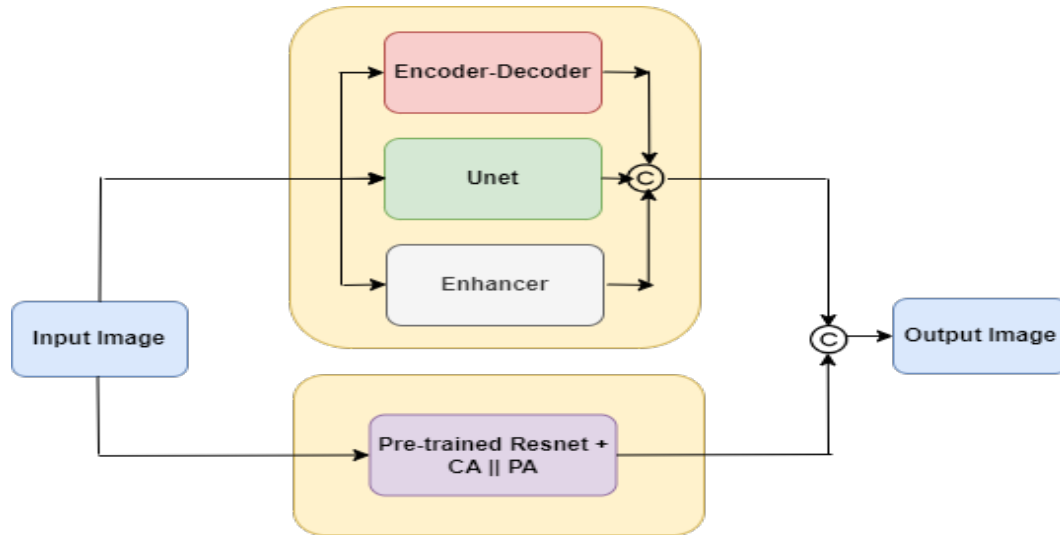 Encoder-Decoder
Unet
C
Enhancer
Input Image
C
Output Image
Pre-trained Resnet +
CA || PA